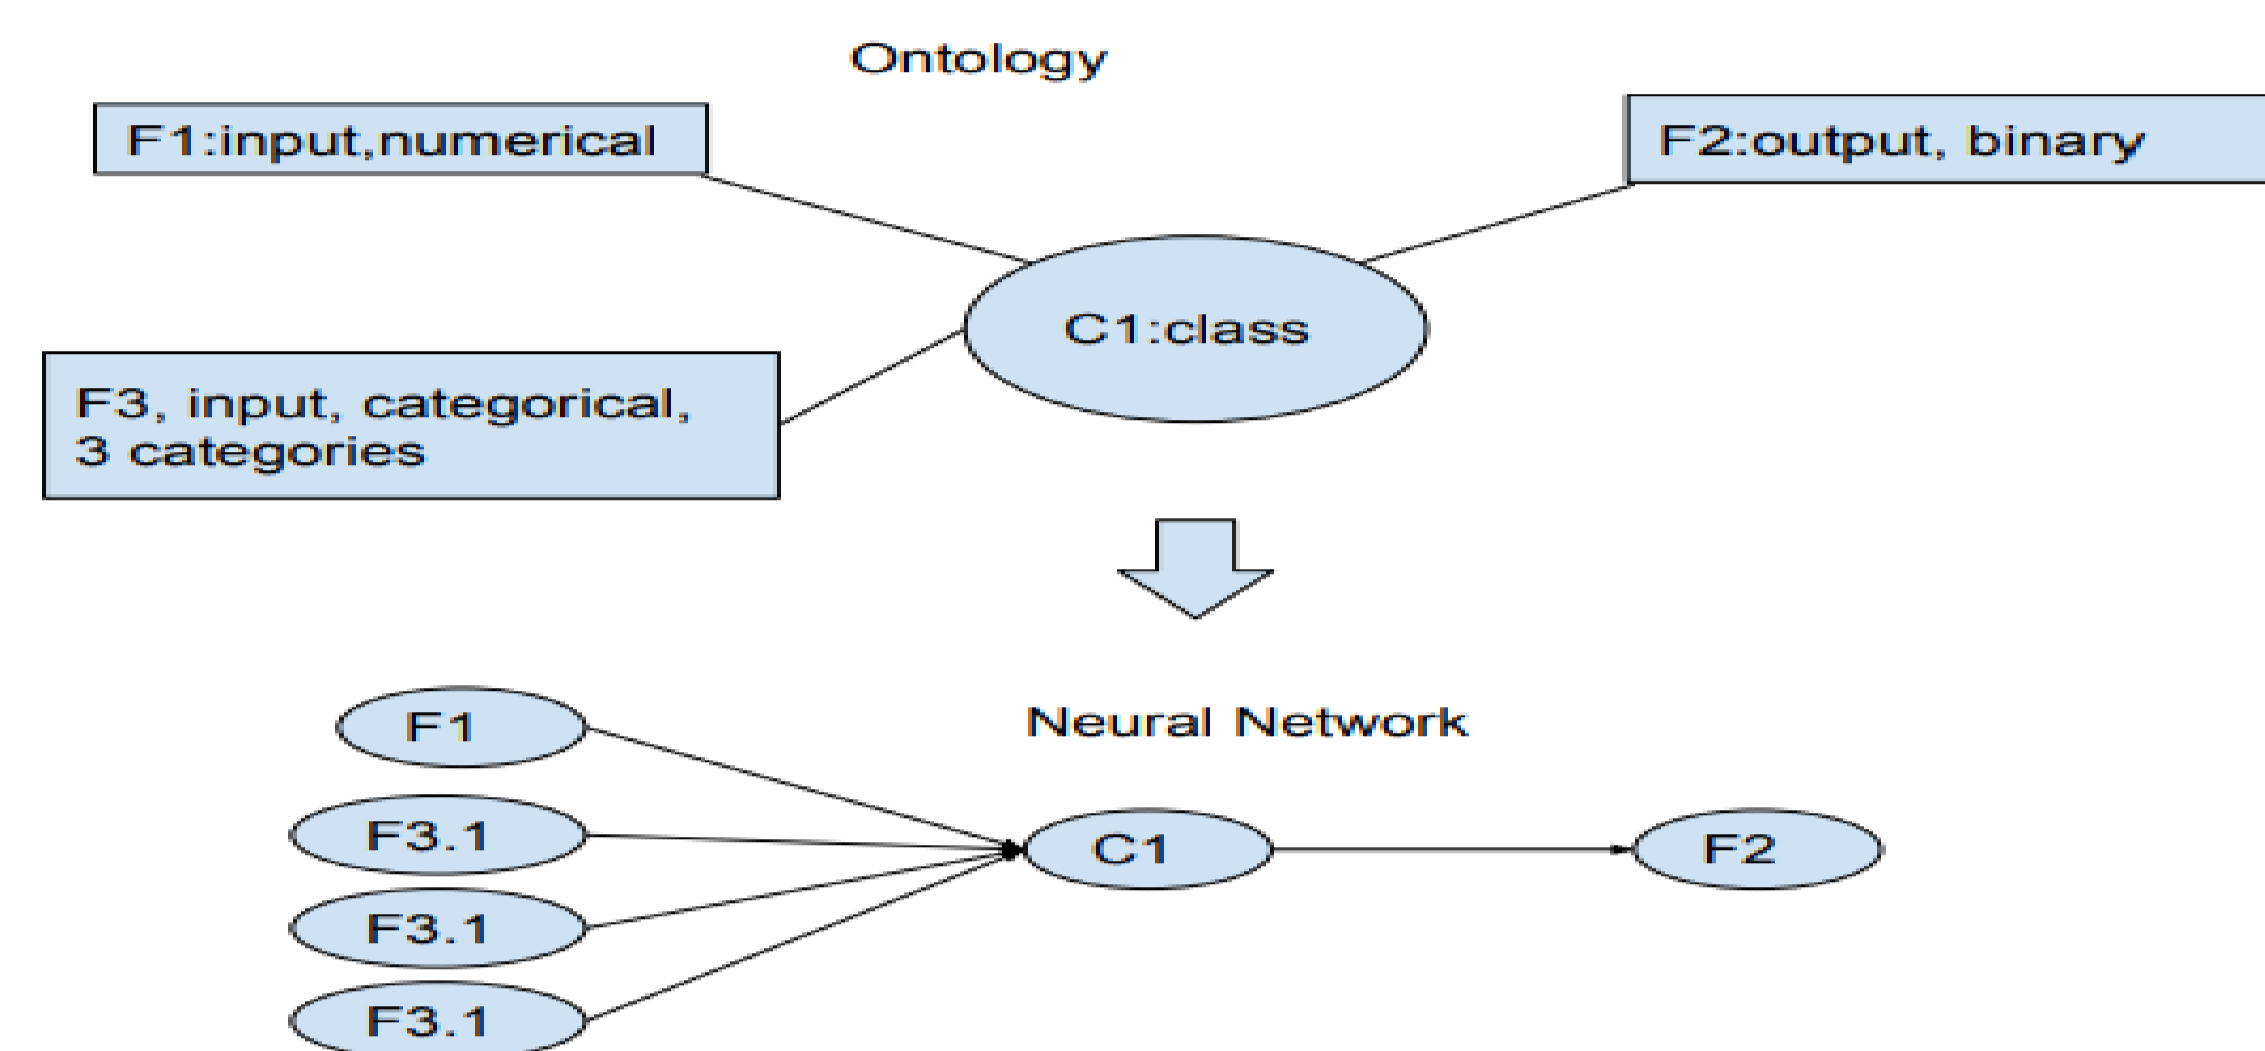 Ontology
F1:input,numerical
F2:output, binary
C1:class
F3, input, categorical,
3 categories
Neural Network
F1
F3.1
F3.1
F3.1
C1
F2